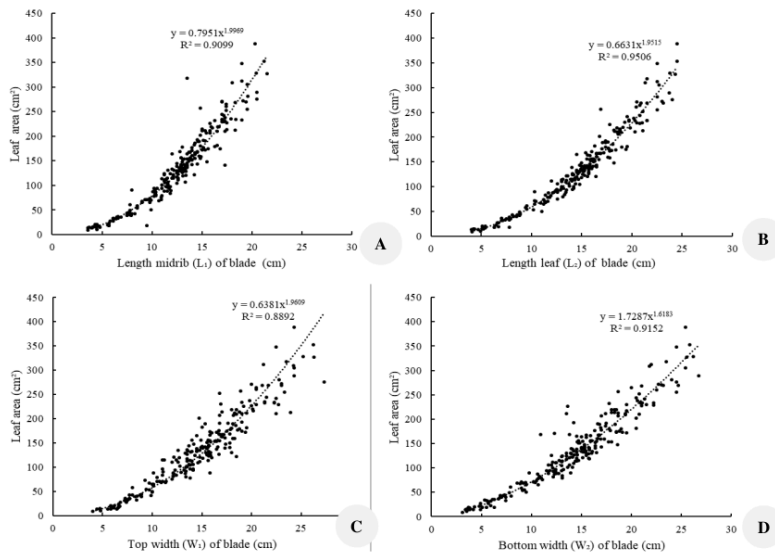 450
400
350
300
250
200
150
100
50
0
Leaf area (cm²)
y = 0.7951x^1.9969
R² = 0.9099
0 5 10 15 20 25 30
Length midrib (L₁) of blade (cm)
A
450
400
350
300
250
200
150
100
50
0
Leaf area (cm²)
y = 0.6631x^1.9515
R² = 0.9506
0 5 10 15 20 25 30
Length leaf (L₂) of blade (cm)
B
450
400
350
300
250
200
150
100
50
0
Leaf area (cm²)
y = 0.6381x^1.9609
R² = 0.8892
0 5 10 15 20 25
Top width (W₁) of blade (cm)
C
450
400
350
300
250
200
150
100
50
0
Leaf area (cm²)
y = 1.7287x^1.6183
R² = 0.9152
0 5 10 15 20 25 30
Bottom width (W₂) of blade (cm)
D